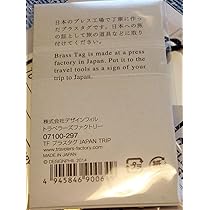 日本のプレス工場で丁寧に作っ
たブラスタグです。日本への旅
の証として旅の道具などに取り
付けて下さい。
Brass Tag is made at a press
factory in Japan. Put it to the
travel tools as a sign of your
trip to Japan.
株式会社デザインフィル
トラベラーズファクトリー
07100-297
TF ブラスタグ JAPAN TRIP
www.travelers-factory.com
MADE IN JAPAN
© DESIGNPHIL 2014
4 945846 9006